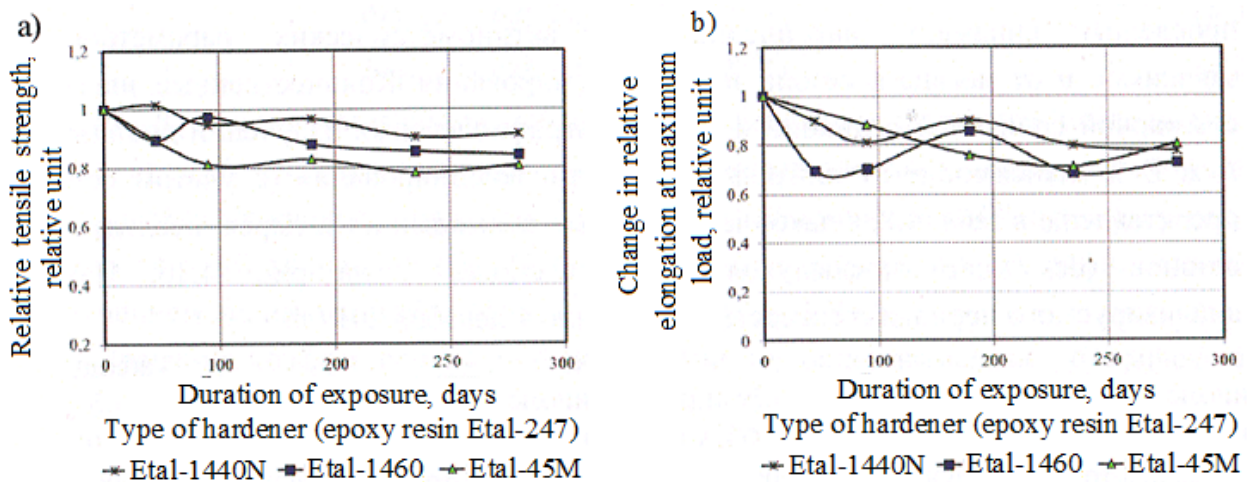 a)
Relative tensile strength,
relative unit
1,2
1
0,8
0,6
0,4
0,2
0
100
200
300
Duration of exposure, days
Type of hardener (epoxy resin Etal-247)
Etal-1440N Etal-1460 Etal-45M
b)
Change in relative
elongation at maximum
load, relative unit
1,2
1
0,8
0,6
0,4
0,2
0
0
100
200
300
Duration of exposure, days
Type of hardener (epoxy resin Etal-247)
Etal-1440N Etal-1460 Etal-45M